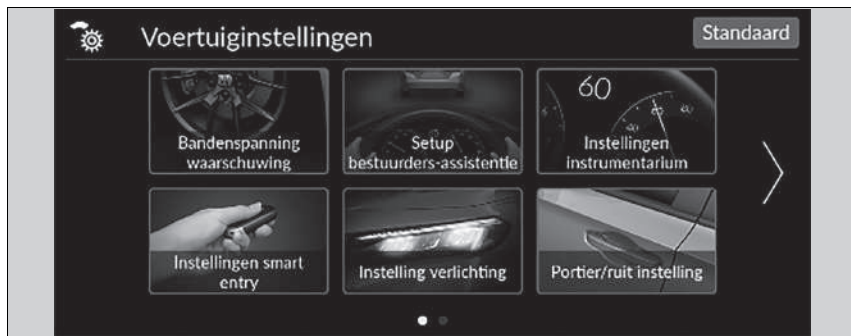 Voertuiginstellingen
Standaard
Bandenspanning
waarschuwing
Setup
bestuurders-assistentie
60
Instellingen
instrumentarium
Instellingen smart
entry
Instelling verlichting
Portier/ruit instelling